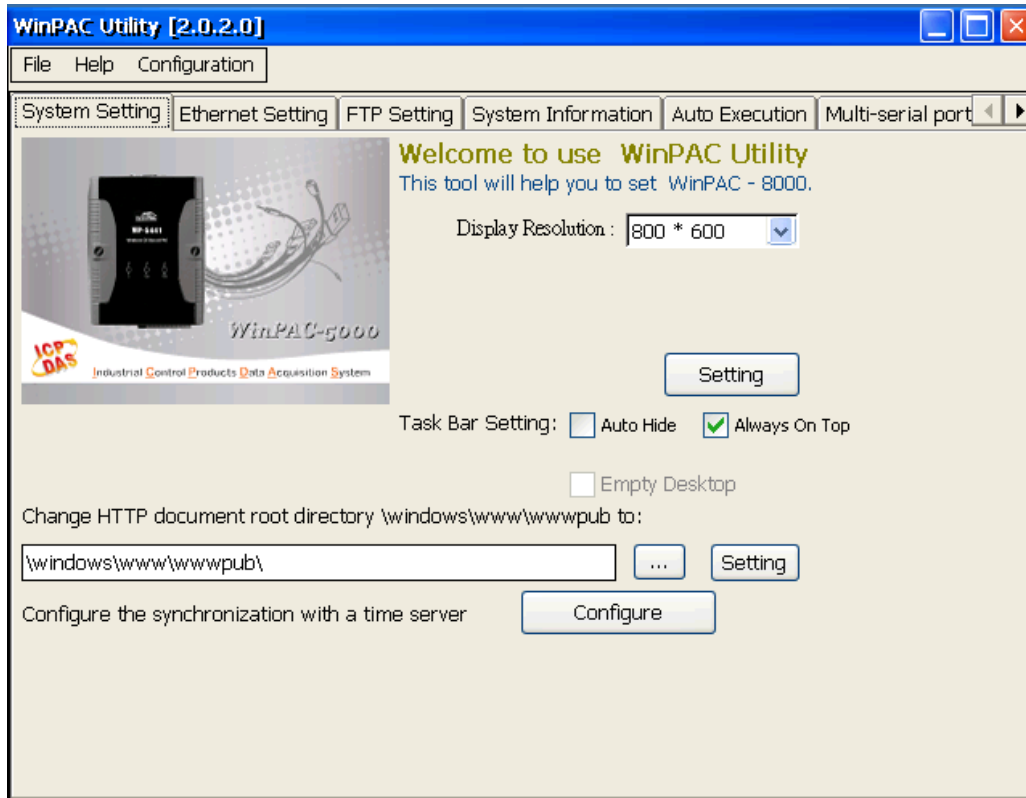 WinPAC Utility [2.0.2.0]
File Help Configuration
System Setting Ethernet Setting FTP Setting System Information Auto Execution Multi-serial port
Welcome to use WinPAC Utility
This tool will help you to set WinPAC - 8000.
Display Resolution : 800 * 600
WinPAC-5000
ICP DAS
Industrial Control Products Data Acquisition System
Setting
Task Bar Setting: Auto Hide Always On Top
Empty Desktop
Change HTTP document root directory \windows\www\wwwpub to:
\windows\www\wwwpub\ ... Setting
Configure the synchronization with a time server Configure